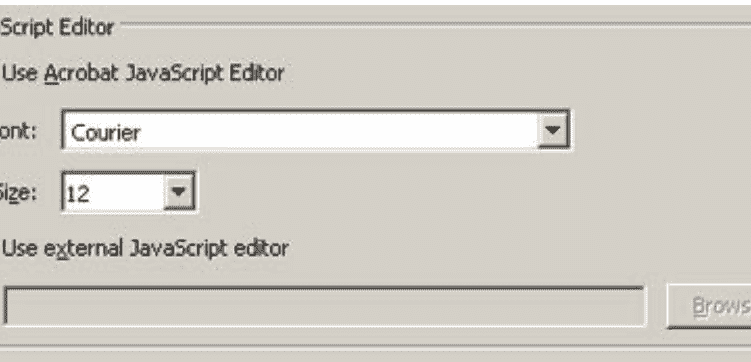 Script Editor
Use Acrobat JavaScript Editor
ont: Courier
Size: 12
Use external JavaScript editor
Brows